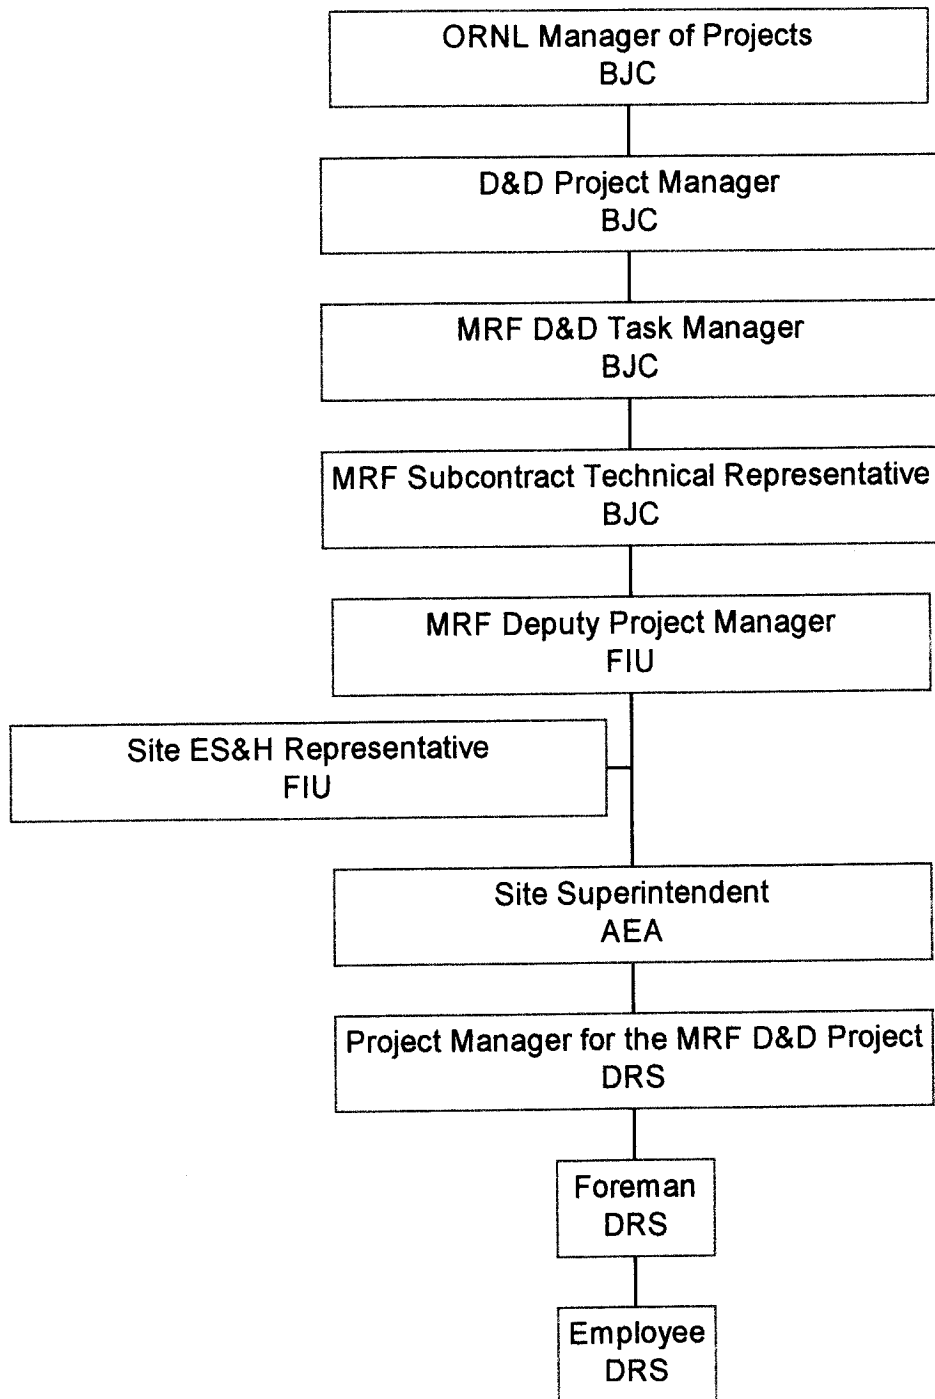 ORNL Manager of Projects
BJC
D&D Project Manager
BJC
MRF D&D Task Manager
BJC
MRF Subcontract Technical Representative
BJC
MRF Deputy Project Manager
FIU
Site ES&H Representative
FIU
Site Superintendent
AEA
Project Manager for the MRF D&D Project
DRS
Foreman
DRS
Employee
DRS